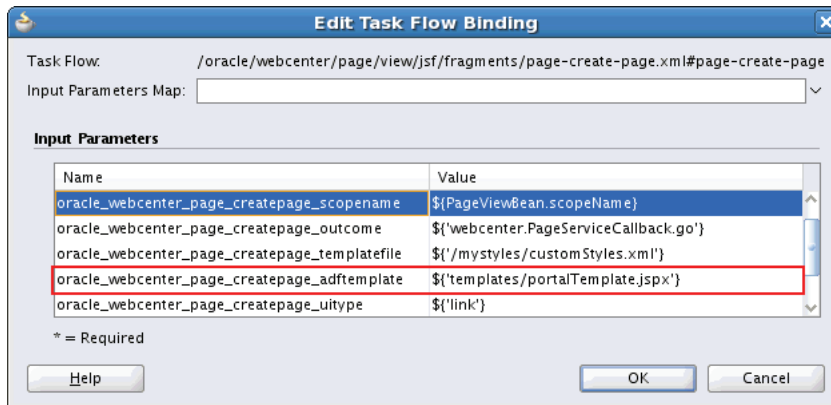 Edit Task Flow Binding
Task Flow: /oracle/webcenter/page/view/jsf/fragments/page-create-page.xml#page-create-page
Input Parameters Map:
Input Parameters
Name Value
oracle_webcenter_page_createpage_scopename ${PageViewBean.scopeName}
oracle_webcenter_page_createpage_outcome ${'webcenter.PageServiceCallback.go'}
oracle_webcenter_page_createpage_templatefile ${'/mystyles/customStyles.xml'}
oracle_webcenter_page_createpage_adftemplate ${'templates/portalTemplate.jspx'}
oracle_webcenter_page_createpage_uitype ${'link'}
* = Required
Help OK Cancel